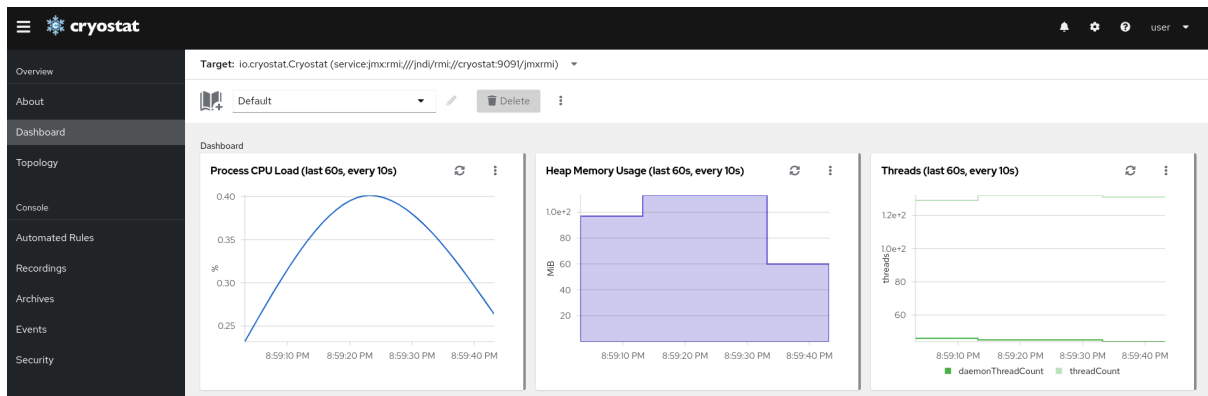 cryostat
user
Overview
About
Dashboard
Topology
Console
Automated Rules
Recordings
Archives
Events
Security
Target: io.cryostat.Cryostat (service:jmx:rmi:///jndi/rmi://cryostat:9091/jmxrmi)
Default
Delete
Dashboard
Process CPU Load (last 60s, every 10s)
0.40
0.35
%
0.30
0.25
8:59:10 PM 8:59:20 PM 8:59:30 PM 8:59:40 PM
Heap Memory Usage (last 60s, every 10s)
1.0e+2
80
MiB
60
40
20
8:59:10 PM 8:59:20 PM 8:59:30 PM 8:59:40 PM
Threads (last 60s, every 10s)
1.2e+2
1.0e+2
threads
80
60
8:59:10 PM 8:59:20 PM 8:59:30 PM 8:59:40 PM
daemonThreadCount threadCount